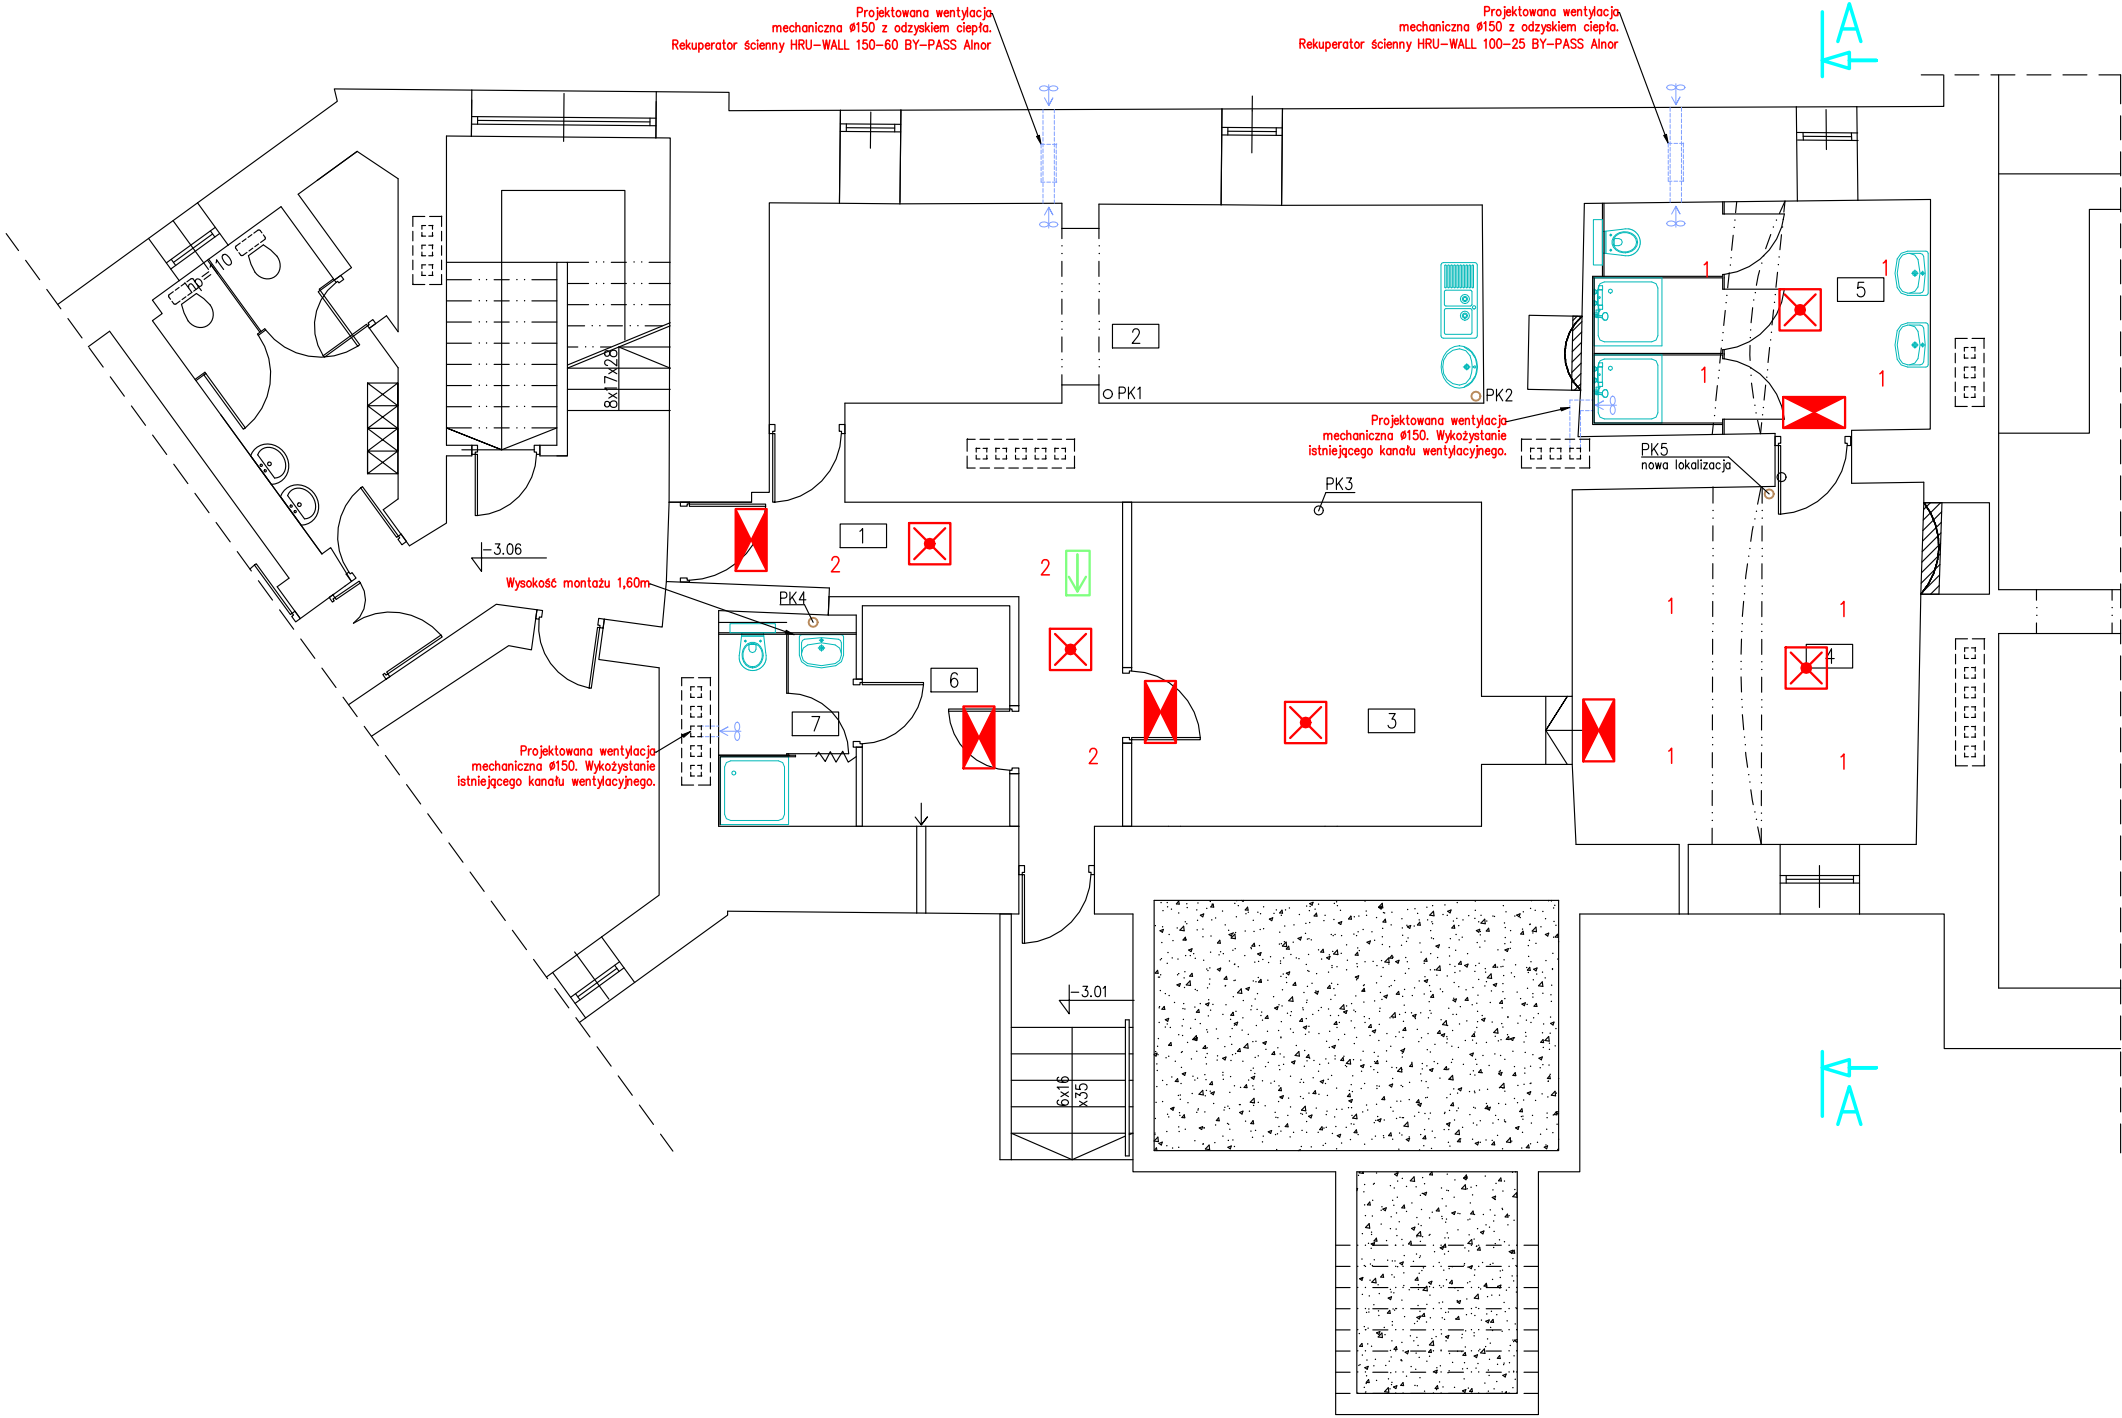 Projektowana wentylacja
mechaniczna Ø150 z odzyskiem ciepła.
Rekuperator ścienny HRU-WALL 150-60 BY-PASS Alnor
Projektowana wentylacja
mechaniczna Ø150 z odzyskiem ciepła.
Rekuperator ścienny HRU-WALL 100-25 BY-PASS Alnor
A
hp=110
8x17x28
2
PK1
PK2
1
1
5
1
1
Projektowana wentylacja
mechaniczna Ø150. Wykożystanie
istniejącego kanału wentylacyjnego.
PK5
nowa lokalizacja
PK3
-3.06
1
2
2
Wysokość montażu 1,60m
PK4
1
1
4
6
7
3
Projektowana wentylacja
mechaniczna Ø150. Wykożystanie
istniejącego kanału wentylacyjnego.
2
1
1
-3.01
6x16
x35
A